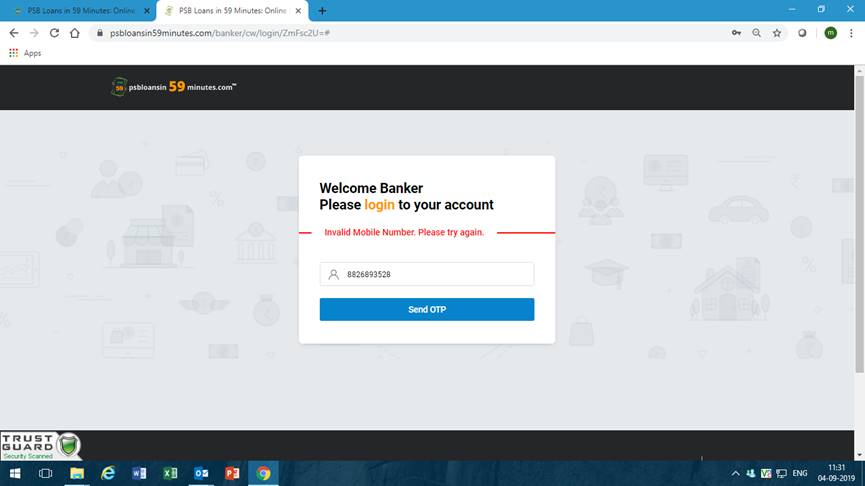 PSB Loans in 59 Minutes: Online
PSB Loans in 59 Minutes: Online
psbloansin59minutes.com/banker/cw/login/ZmFsc2U=#
m
Apps
59 psbloansin 59 minutes.com™
Welcome Banker
Please login to your account
Invalid Mobile Number. Please try again.
8826893528
Send OTP
TRUST
GUARD
Security Scanned
ENG
11:31
04-09-2019